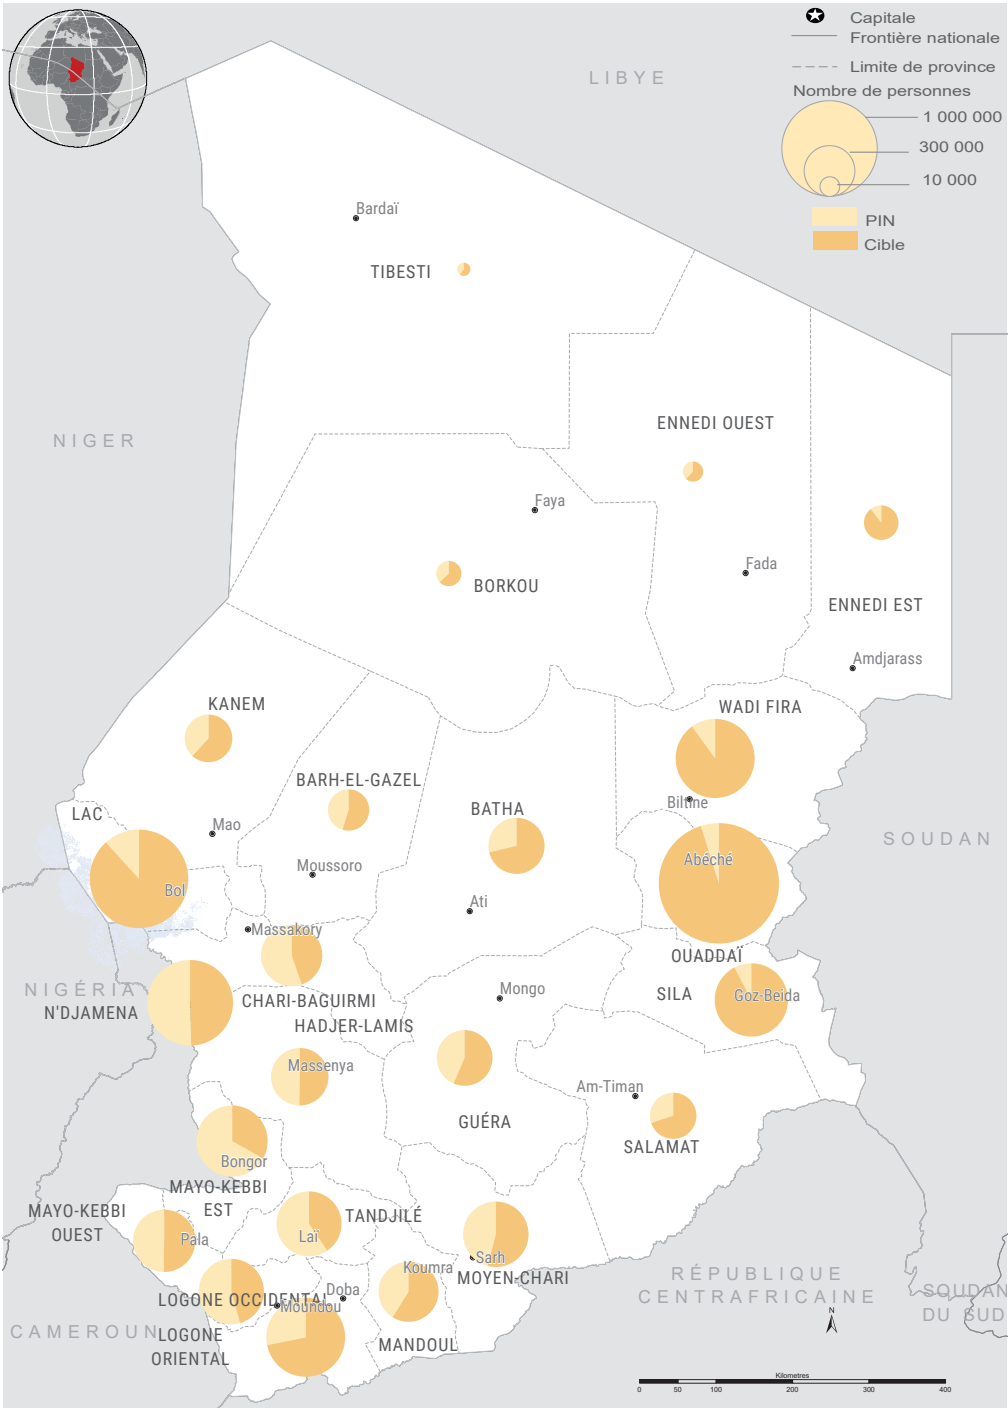 Capitale
Frontière nationale
Limite de province
Nombre de personnes
1 000 000
300 000
10 000
PIN
Cible
LIBYE
Bardaï
TIBESTI
NIGER
ENNEDI OUEST
Faya
Fada
BORKOU
ENNEDI EST
Amdjarass
KANEM
WADI FIRA
BARH-EL-GAZEL
BATHA
Biltine
LAC
Mao
SOUDAN
Abéché
Moussoro
Bol
Ati
Massakory
OUADDAÏ
NIGÉRIA
N'DJAMENA
CHARI-BAGUIRMI
Mongo
SILA
Goz-Beida
HADJER-LAMIS
Massenya
Am-Timan
GUÉRA
SALAMAT
Bongor
MAYO-KEBBI
EST
MAYO-KEBBI
OUEST
TANDJILÉ
Pala
Laï
Sarh
Koumra
MOYEN-CHARI
RÉPUBLIQUE
CENTRAFRICAINE
SOUDAN
DU SUD
Doba
LOGONE OCCIDENTAL
Moundou
CAMEROUN
LOGONE
ORIENTAL
MANDOUL
N
Kilometres
0 50 100 200 300 400